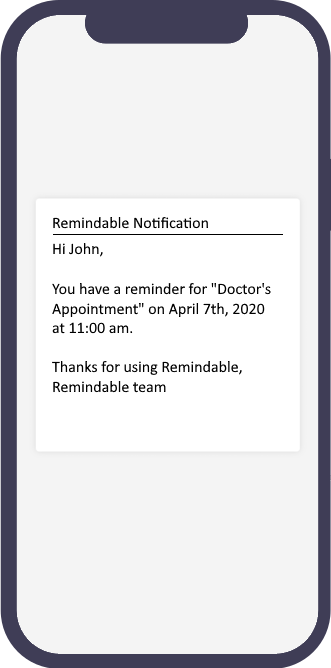 Remindable Notification
Hi John,
You have a reminder for "Doctor's
Appointment" on April 7th, 2020
at 11:00 am.
Thanks for using Remindable,
Remindable team